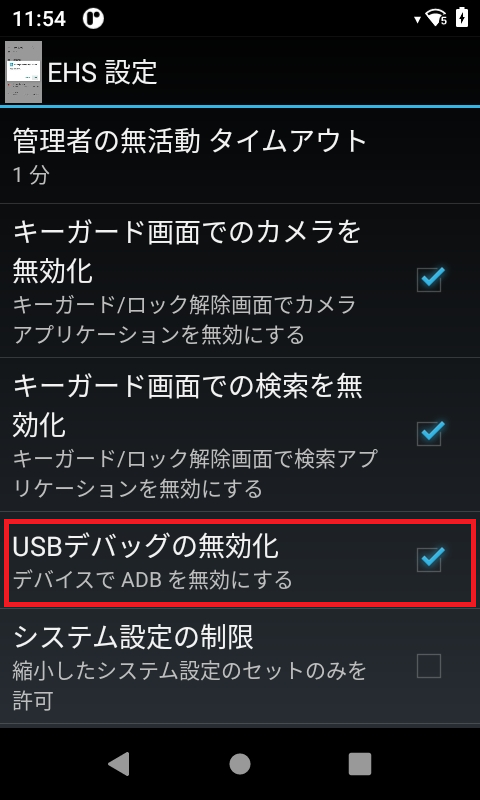 11:54
5
EHS 設定
管理者の無活動 タイムアウト
1 分
キーガード画面でのカメラを
無効化
キーガード/ロック解除画面でカメラ
アプリケーションを無効にする
キーガード画面での検索を無
効化
キーガード/ロック解除画面で検索アプ
リケーションを無効にする
USBデバッグの無効化
デバイスで ADB を無効にする
システム設定の制限
縮小したシステム設定のセットのみを
許可